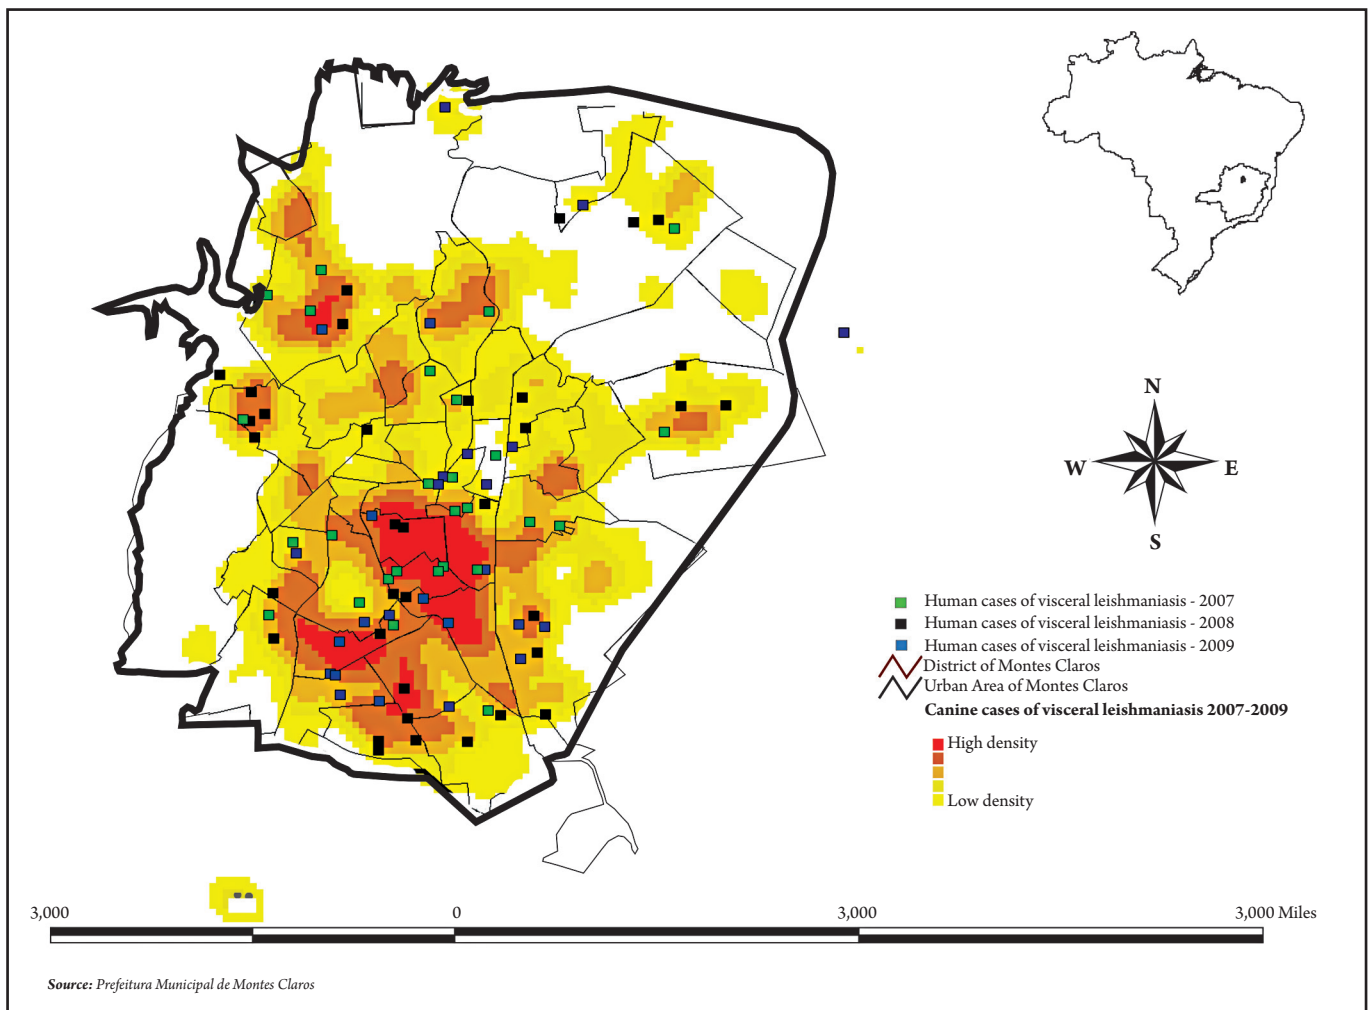 N
W
E
S
Human cases of visceral leishmaniasis - 2007
Human cases of visceral leishmaniasis - 2008
Human cases of visceral leishmaniasis - 2009
District of Montes Claros
Urban Area of Montes Claros
Canine cases of visceral leishmaniasis 2007-2009
High density
Low density
3,000
0
3,000
3,000 Miles
Source: Prefeitura Municipal de Montes Claros